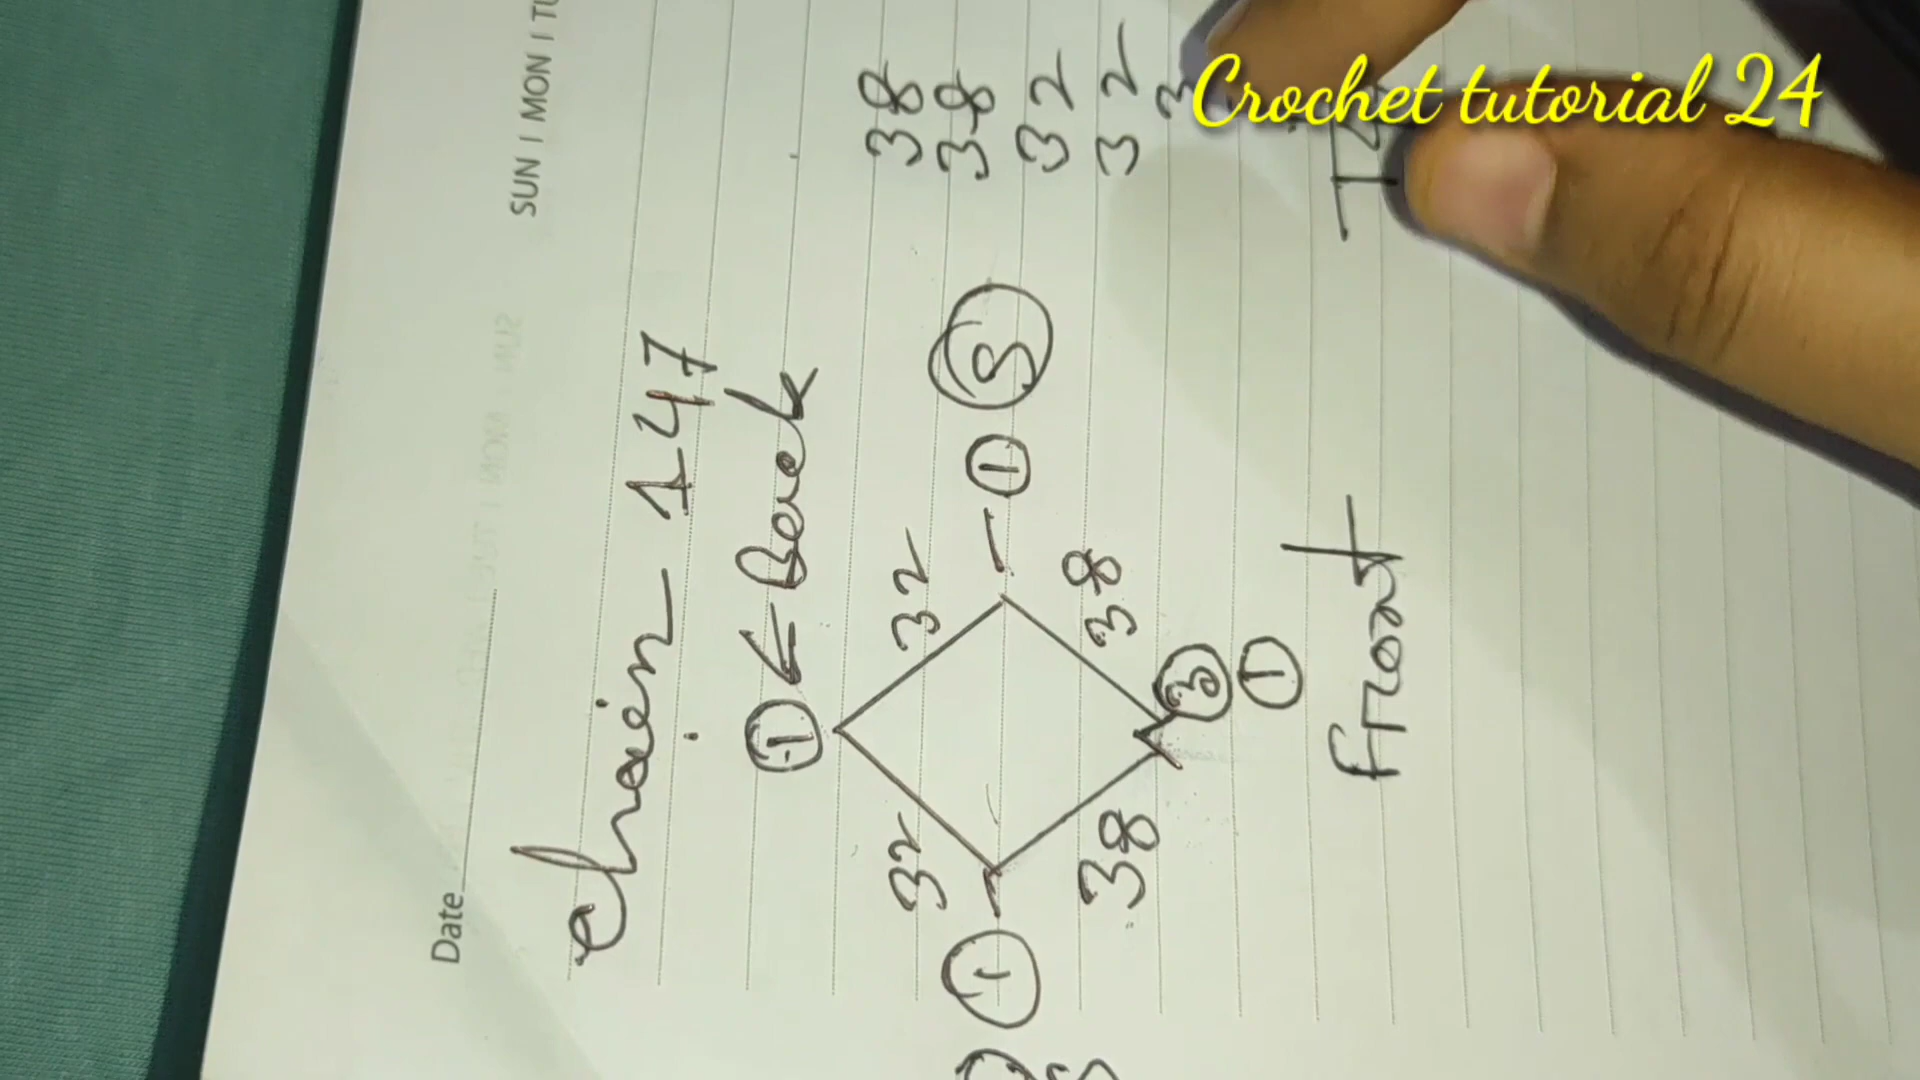 Crochet tutorial 24
Date
SUN I MON I TU
chain 147
① ← Back
32 32
① ① S
38 38
③
①
front
38
38
32
32
3